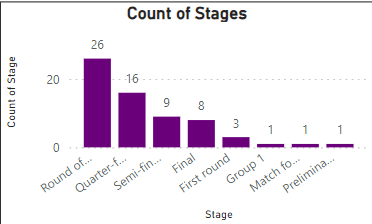 Count of Stages
Count of Stage
20
0
26
16
9
8
3
1
1
1
Round of...
Quarter-f...
Semi-fin...
Final
First round
Group 1
Match fo...
Prelimina...
Stage